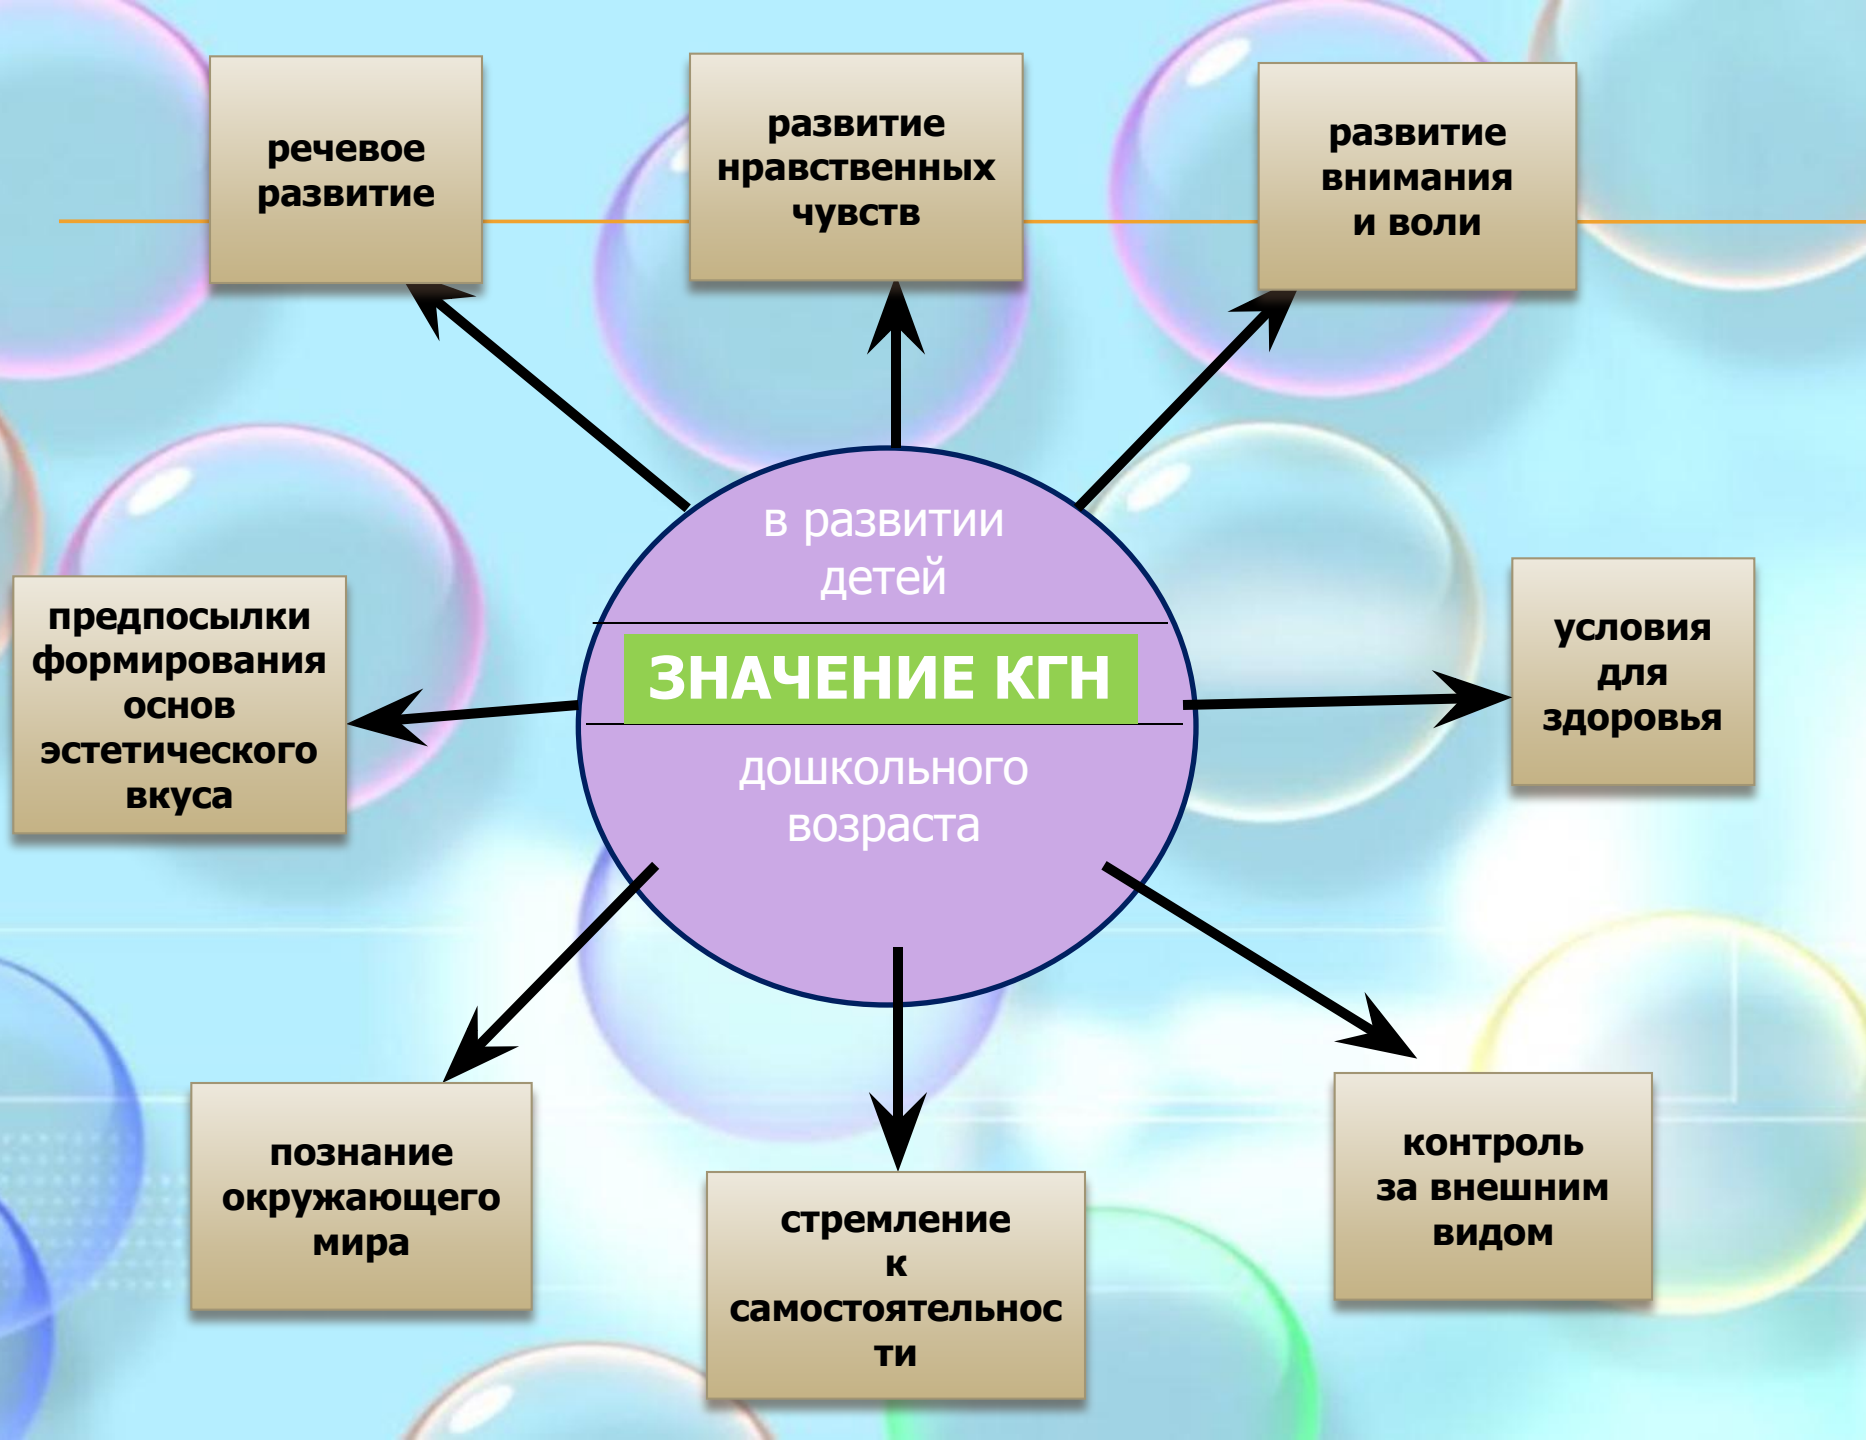 речевое
развитие
развитие
нравственных
чувств
развитие
внимания
и воли
в развитии
детей
ЗНАЧЕНИЕ КГН
дошкольного
возраста
предпосылки
формирования
основ
эстетического
вкуса
условия
для
здоровья
познание
окружающего
мира
стремление
к
самостоятельнос
ти
контроль
за внешним
видом